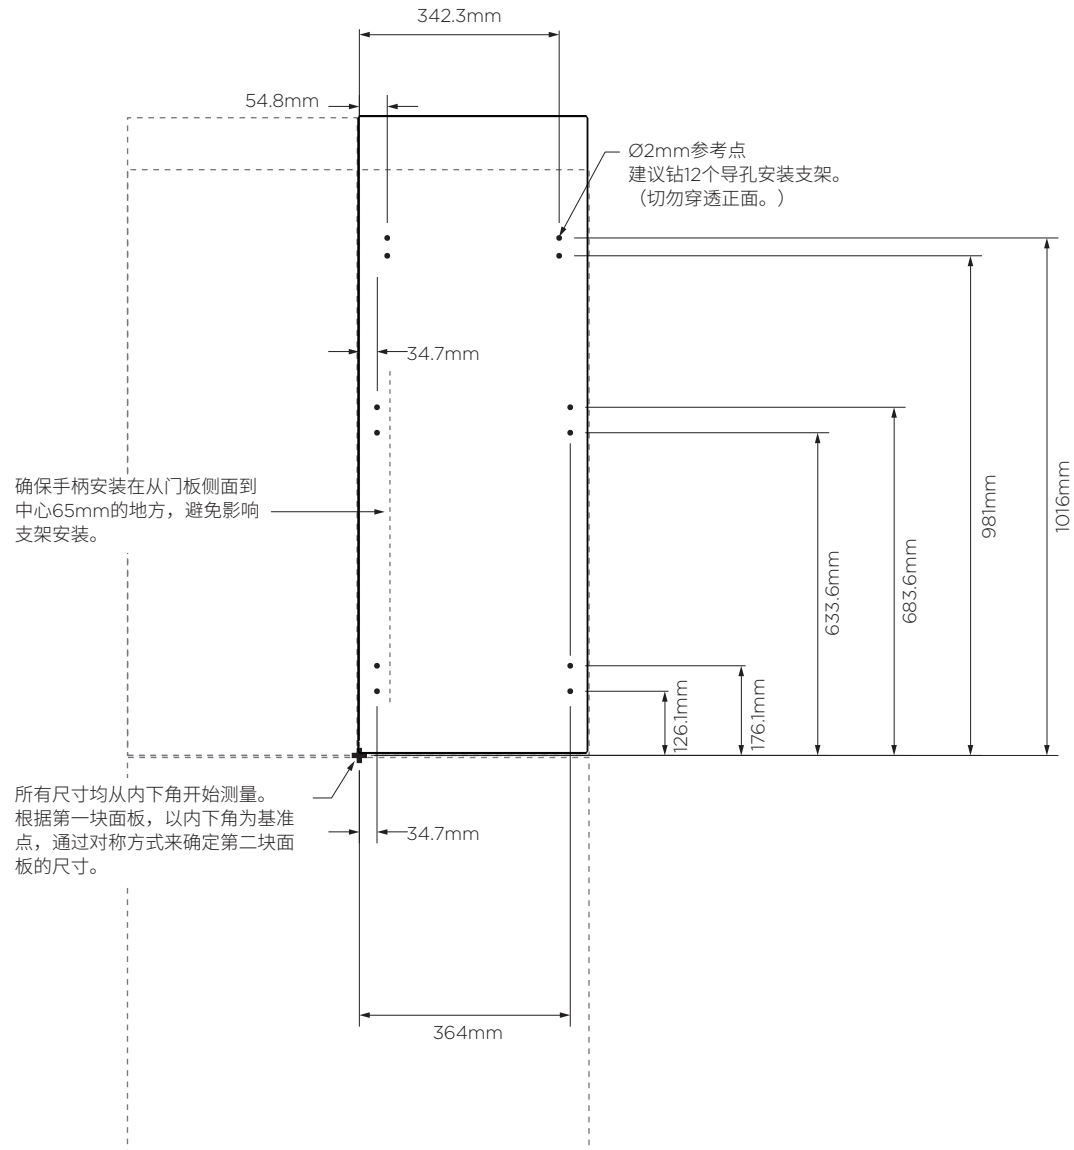 342.3mm
54.8mm
Ø2mm参考点
建议钻12个导孔安装支架。
（切勿穿透正面。）
34.7mm
确保手柄安装在从门板侧面到
中心65mm的地方，避免影响
支架安装。
1016mm
981mm
683.6mm
633.6mm
176.1mm
126.1mm
所有尺寸均从内下角开始测量。
根据第一块面板，以内下角为基准
点，通过对称方式来确定第二块面
板的尺寸。
34.7mm
364mm